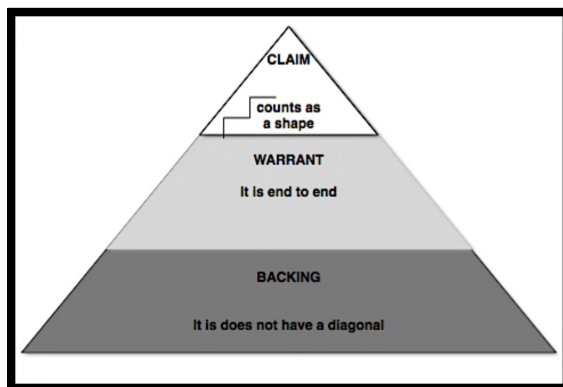 CLAIM
counts as
a shape
WARRANT
It is end to end
BACKING
It is does not have a diagonal